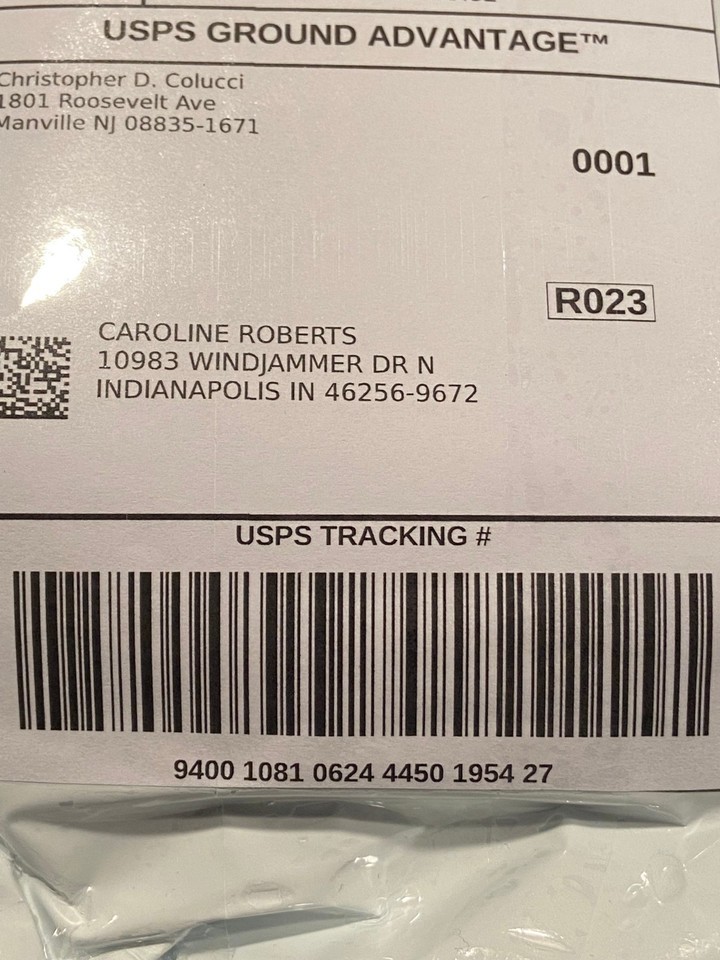 USPS GROUND ADVANTAGE™
Christopher D. Colucci
1801 Roosevelt Ave
Manville NJ 08835-1671
0001
R023
CAROLINE ROBERTS
10983 WINDJAMMER DR N
INDIANAPOLIS IN 46256-9672
USPS TRACKING #
9400 1081 0624 4450 1954 27